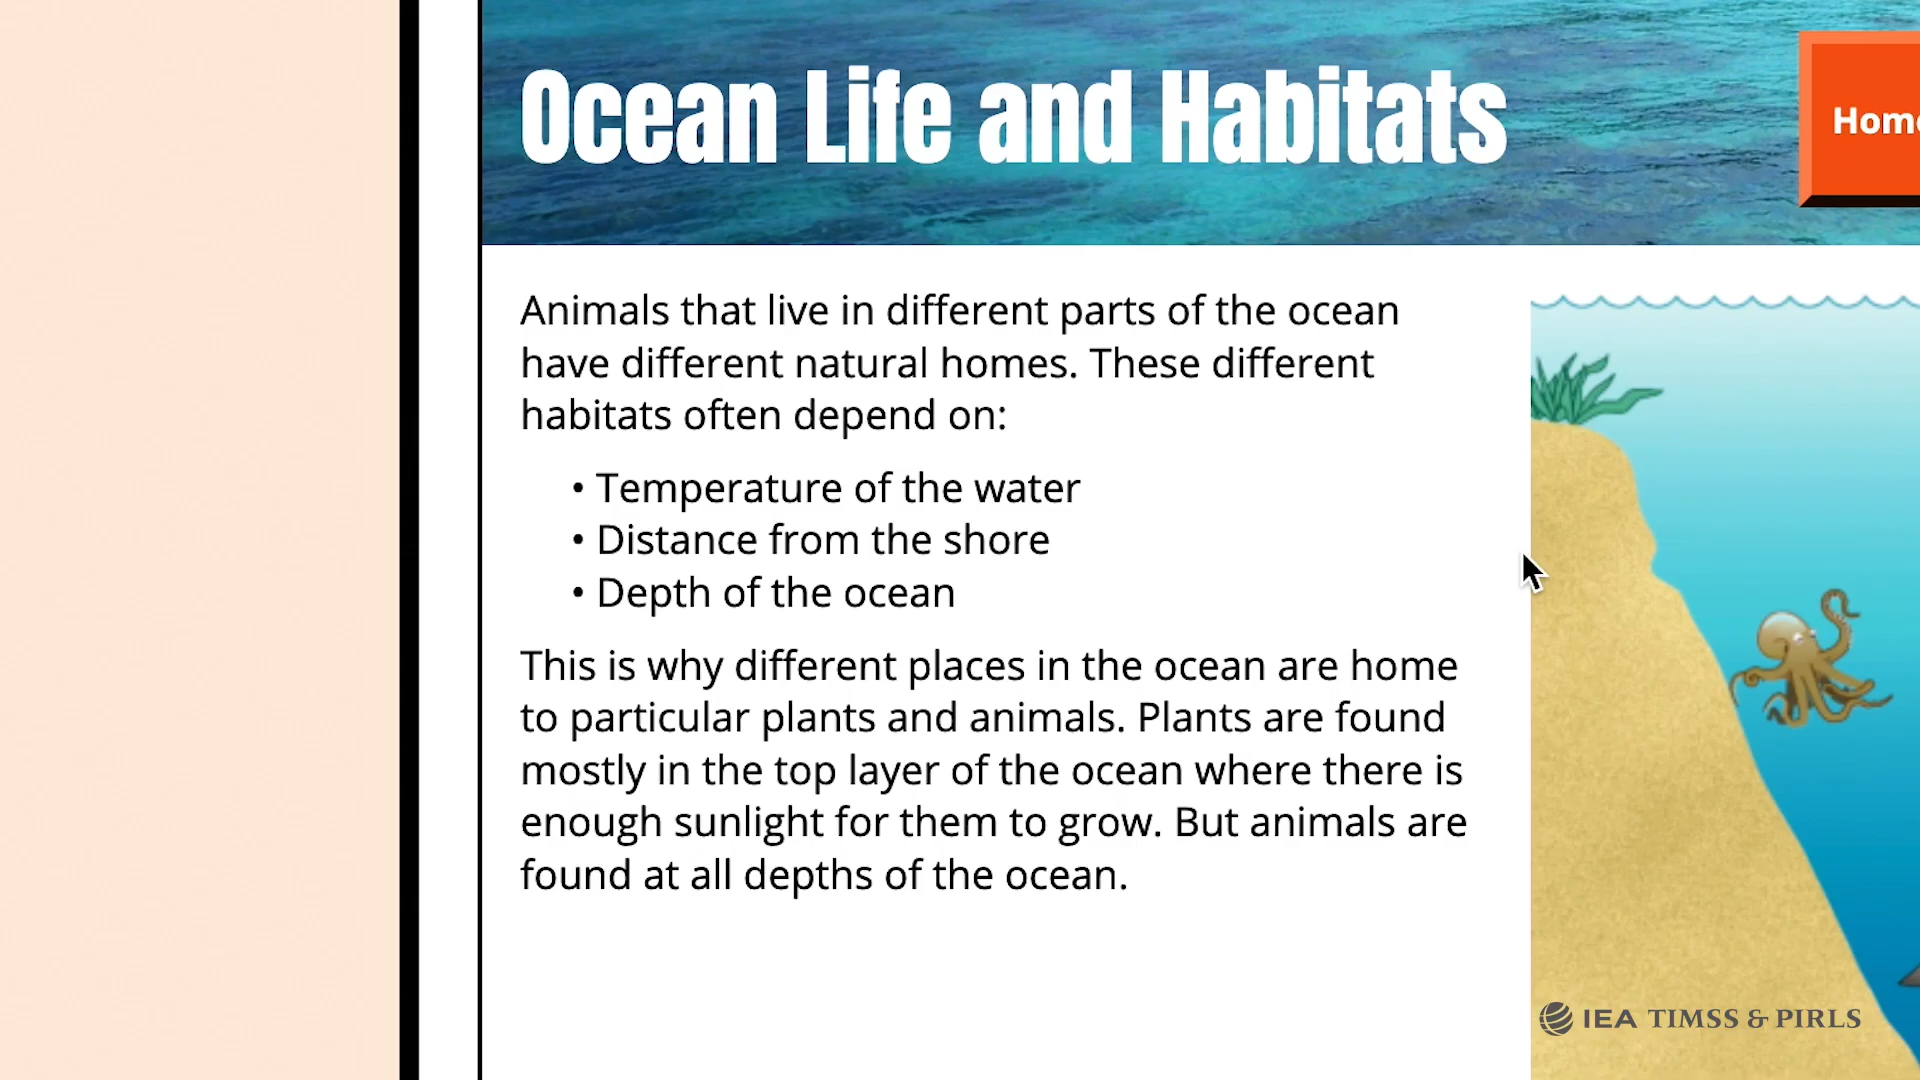 Ocean Life and Habitats
Animals that live in different parts of the ocean
have different natural homes. These different
habitats often depend on:
• Temperature of the water
• Distance from the shore
• Depth of the ocean
This is why different places in the ocean are home
to particular plants and animals. Plants are found
mostly in the top layer of the ocean where there is
enough sunlight for them to grow. But animals are
found at all depths of the ocean.
IEA TIMSS & PIRLS